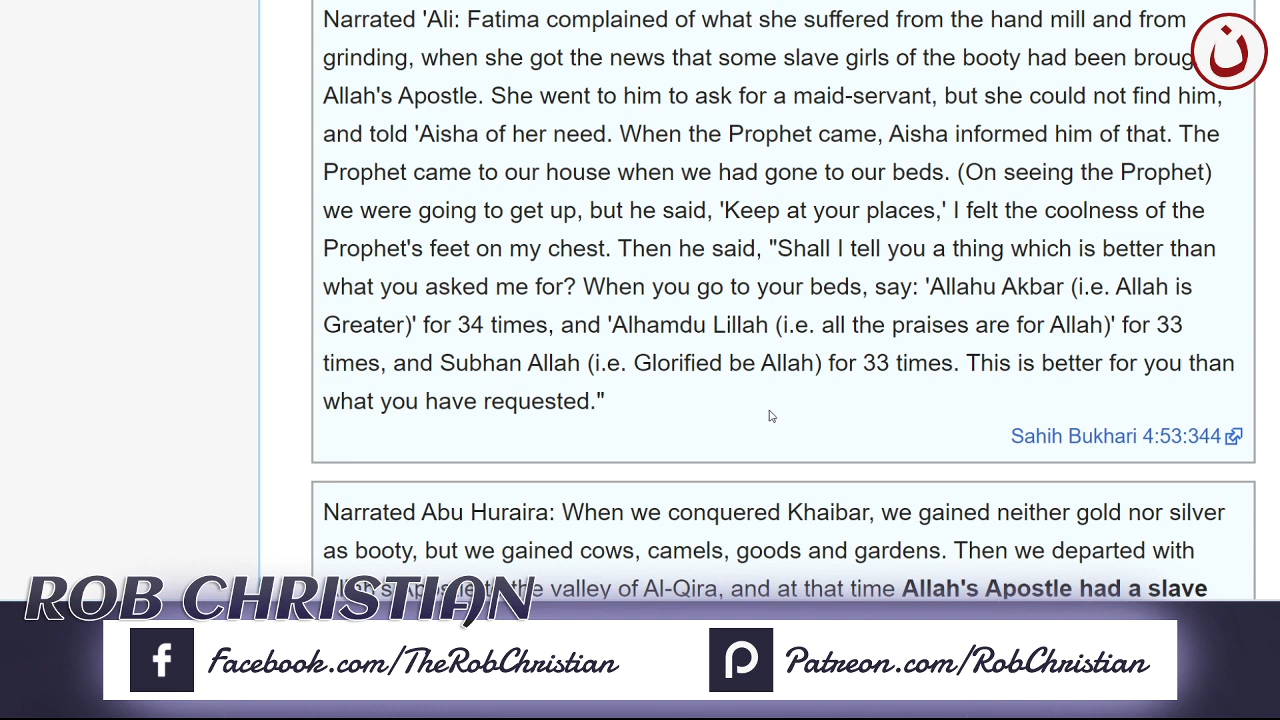 Narrated 'Ali: Fatima complained of what she suffered from the hand mill and from
grinding, when she got the news that some slave girls of the booty had been
Allah's Apostle. She went to him to ask for a maid-servant, but she could not find him,
and told 'Aisha of her need. When the Prophet came, Aisha informed him of that. The
Prophet came to our house when we had gone to our beds. (On seeing the Prophet)
we were going to get up, but he said, 'Keep at your places,' I felt the coolness of the
Prophet's feet on my chest. Then he said, "Shall I tell you a thing which is better than
what you asked me for? When you go to your beds, say: 'Allahu Akbar (i.e. Allah is
Greater)' for 34 times, and 'Alhamdu Lillah (i.e. all the praises are for Allah)' for 33
times, and Subhan Allah (i.e. Glorified be Allah) for 33 times. This is better for you than
what you have requested."
Sahih Bukhari 4:53:344
Narrated Abu Huraira: When we conquered Khaibar, we gained neither gold nor silver
as booty, but we gained cows, camels, goods and gardens. Then we departed with
valley of Al-Qira, and at that time Allah's Apostle had a slave
ROB CHRISTIAN
Facebook.com/TheRobChristian
Patreon.com/RobChristian
ن